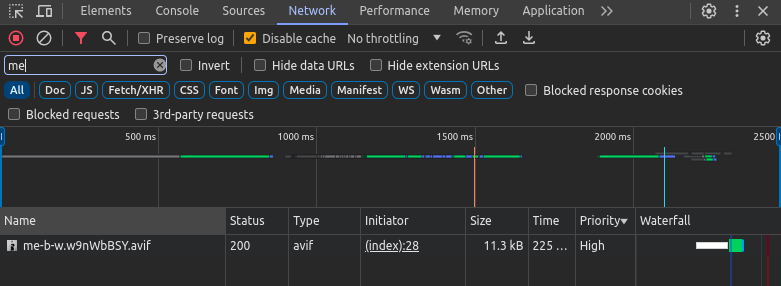 Elements Console Sources Network Performance Memory Application
Preserve log Disable cache No throttling
me Invert Hide data URLs Hide extension URLs
All Doc JS Fetch/XHR CSS Font Img Media Manifest WS Wasm Other Blocked response cookies
Blocked requests 3rd-party requests
500 ms 1000 ms 1500 ms 2000 ms 2500
Name Status Type Initiator Size Time Priority Waterfall
me-b-w.w9nWbBSY.avif 200 avif (index):28 11.3 kB 225 … High